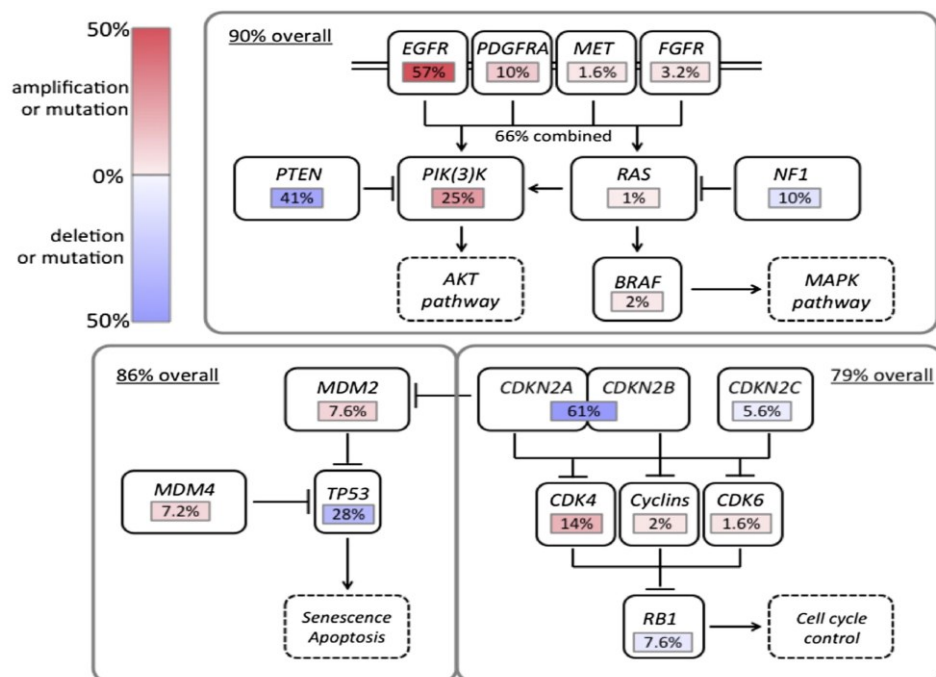 50%
amplification
or mutation
0%
deletion
or mutation
50%
90% overall
EGFR
57%
PDGFRA
10%
MET
1.6%
FGFR
3.2%
66% combined
PTEN
41%
PIK(3)K
25%
RAS
1%
NF1
10%
AKT
pathway
BRAF
2%
MAPK
pathway
86% overall
MDM2
7.6%
MDM4
7.2%
TP53
28%
Senescence
Apoptosis
CDKN2A
CDKN2B
61%
CDKN2C
5.6%
79% overall
CDK4
14%
Cyclins
2%
CDK6
1.6%
RB1
7.6%
Cell cycle
control